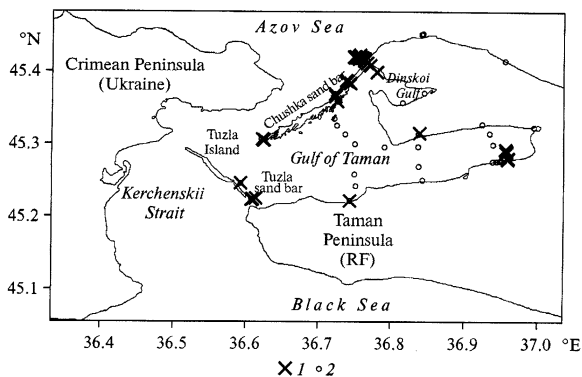 Azov Sea
°N
45.4
Crimean Peninsula
(Ukraine)
Chushka sand bar
Dinskoi
Gulf
45.3
Tuzla
Island
Gulf of Taman
Tuzla
sand bar
Kerchenskii
Strait
45.2
Taman
Peninsula
(RF)
45.1
Black Sea
36.4 36.5 36.6 36.7 36.8 36.9 37.0 °E
1 2